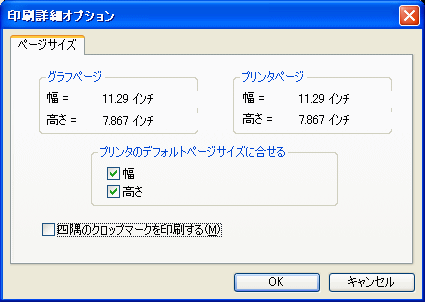 印刷詳細オプション
ページサイズ
グラフページ
幅 = 11.29 インチ
高さ = 7.867 インチ
プリンタページ
幅 = 11.29 インチ
高さ = 7.867 インチ
プリンタのデフォルトページサイズに合せる
幅
高さ
四隅のクロップマークを印刷する(M)
OK
キャンセル